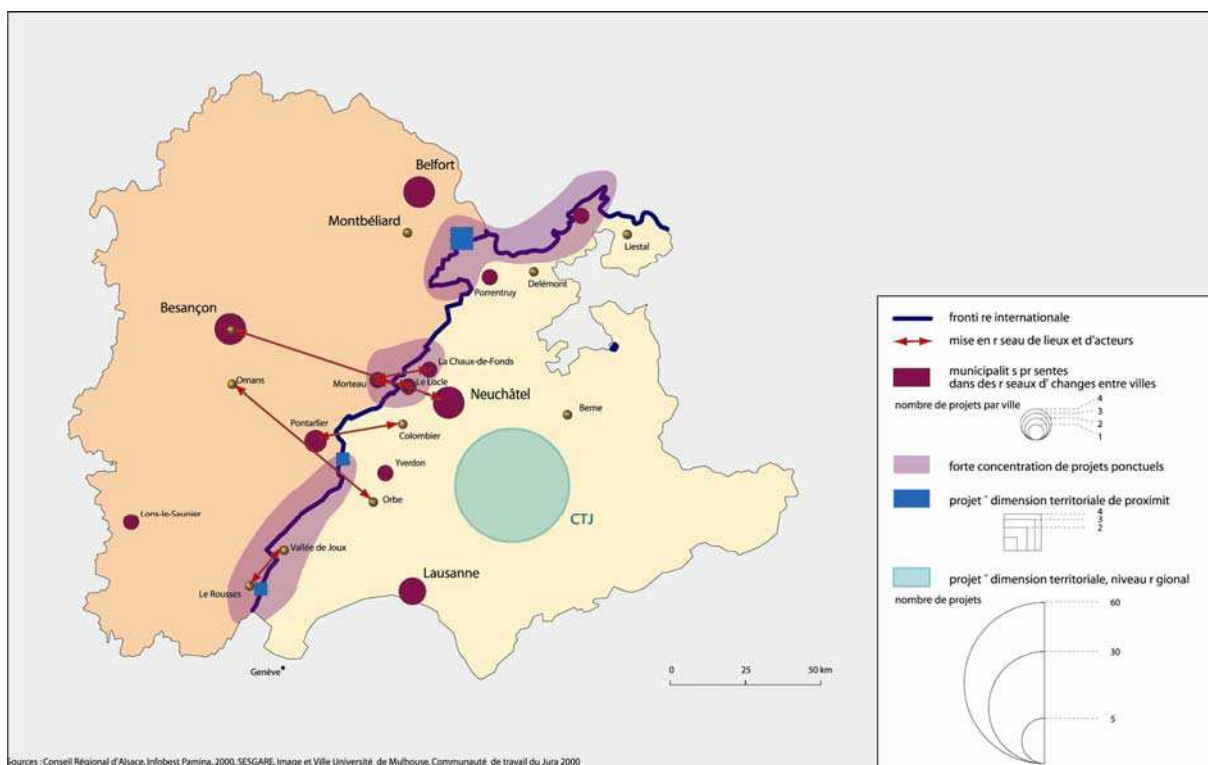 Belfort
Montbéliard
Liestal
Delémont
Porrentruy
Besançon
La Chaux-de-Fonds
Ornans
Morteau
Le Locle
Neuchâtel
Berne
Pontarlier
Colombier
Yverdon
Orbe
CTJ
Lons-le-Saunier
Vallée de Joux
Lausanne
Le Rousses
Genève
0 25 50 km
fronti re internationale
mise en r seau de lieux et d'acteurs
municipalit s pr sentes
dans des r seaux d' changes entre villes
nombre de projets par ville
4
3
2
1
forte concentration de projets ponctuels
projet ˆ dimension territoriale de proximit
4
3
2
projet ˆ dimension territoriale, niveau r gional
nombre de projets
60
30
5
Sources : Conseil Régional d'Alsace, Infobest Pamina, 2000, SESGARE, Image et Ville Université de Mulhouse, Communauté de travail du Jura 2000